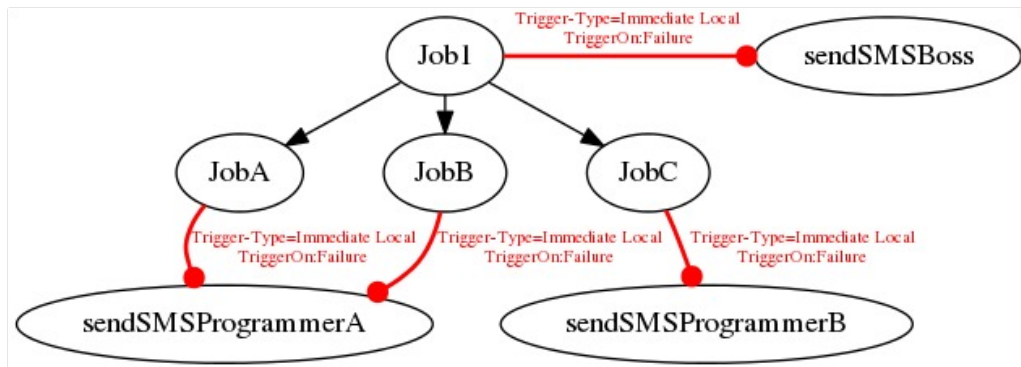 Trigger-Type=Immediate Local
TriggerOn:Failure
Job1
sendSMSBoss
JobA
JobB
JobC
Trigger-Type=Immediate Local
TriggerOn:Failure
Trigger-Type=Immediate Local
TriggerOn:Failure
Trigger-Type=Immediate Local
TriggerOn:Failure
sendSMSProgrammerA
sendSMSProgrammerB